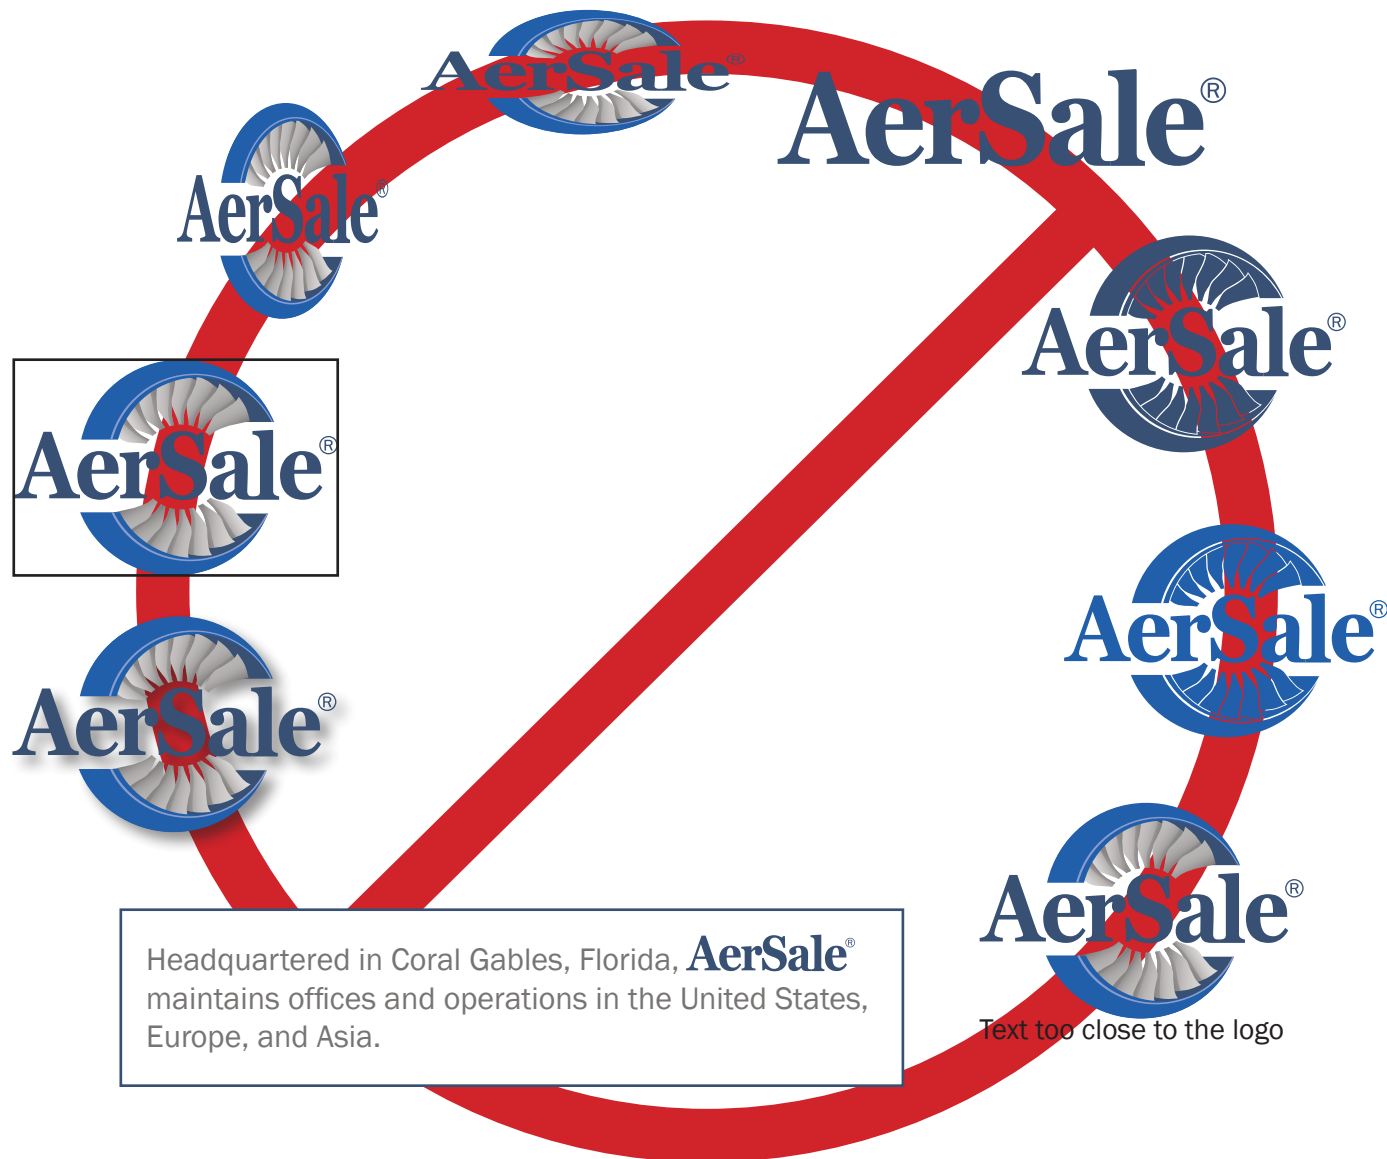 AerSale®
AerSale®
AerSale®
AerSale®
AerSale®
AerSale®
AerSale®
AerSale®
Headquartered in Coral Gables, Florida, AerSale®
maintains offices and operations in the United States,
Europe, and Asia.
Text too close to the logo